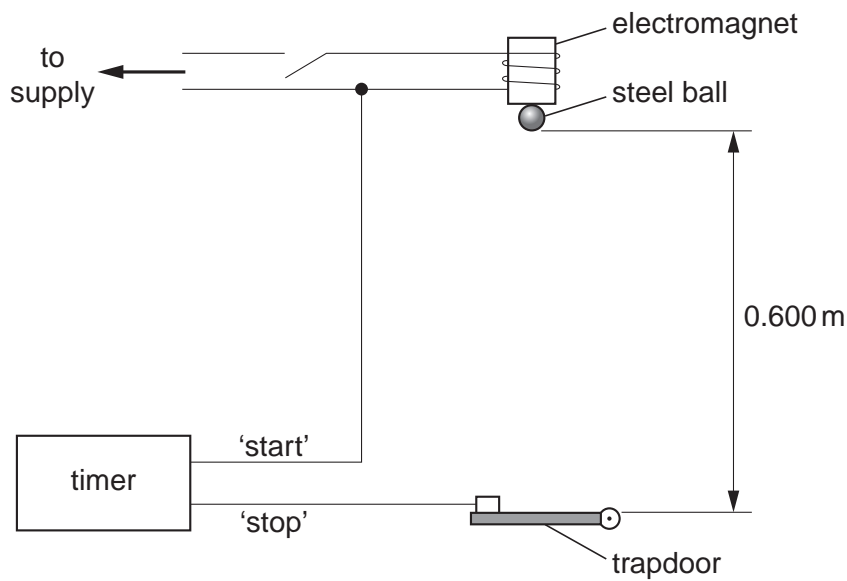 electromagnet
to
supply
steel ball
0.600 m
‘start’
timer
‘stop’
trapdoor